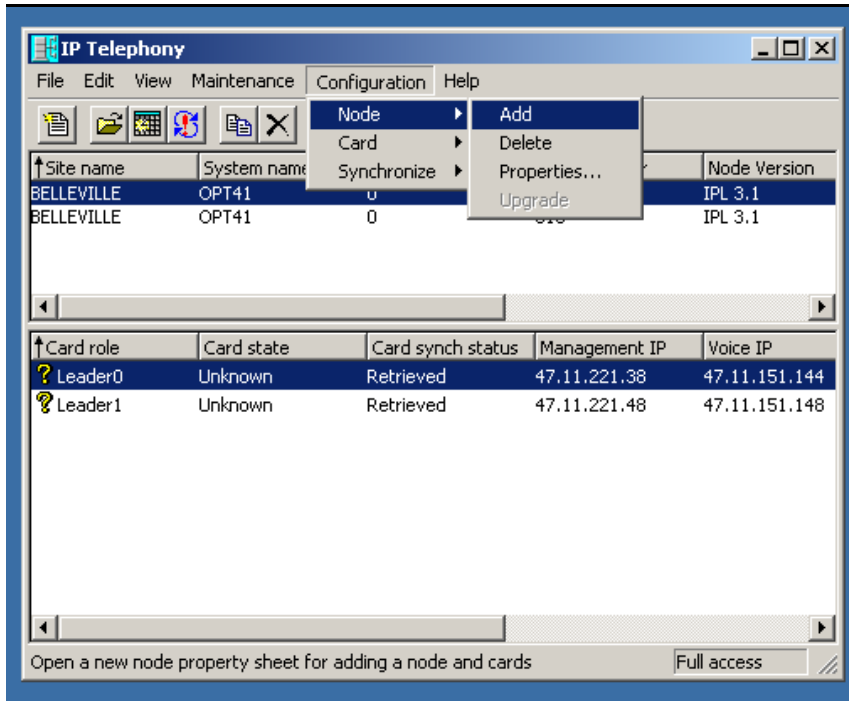 IP Telephony
File Edit View Maintenance Configuration Help
Node Add
Card Delete
Synchronize Properties...
Upgrade
Site name System name Node Version
BELLEVILLE OPT41 0 IPL 3.1
BELLEVILLE OPT41 0 IPL 3.1
Card role Card state Card synch status Management IP Voice IP
? Leader0 Unknown Retrieved 47.11.221.38 47.11.151.144
? Leader1 Unknown Retrieved 47.11.221.48 47.11.151.148
Open a new node property sheet for adding a node and cards Full access